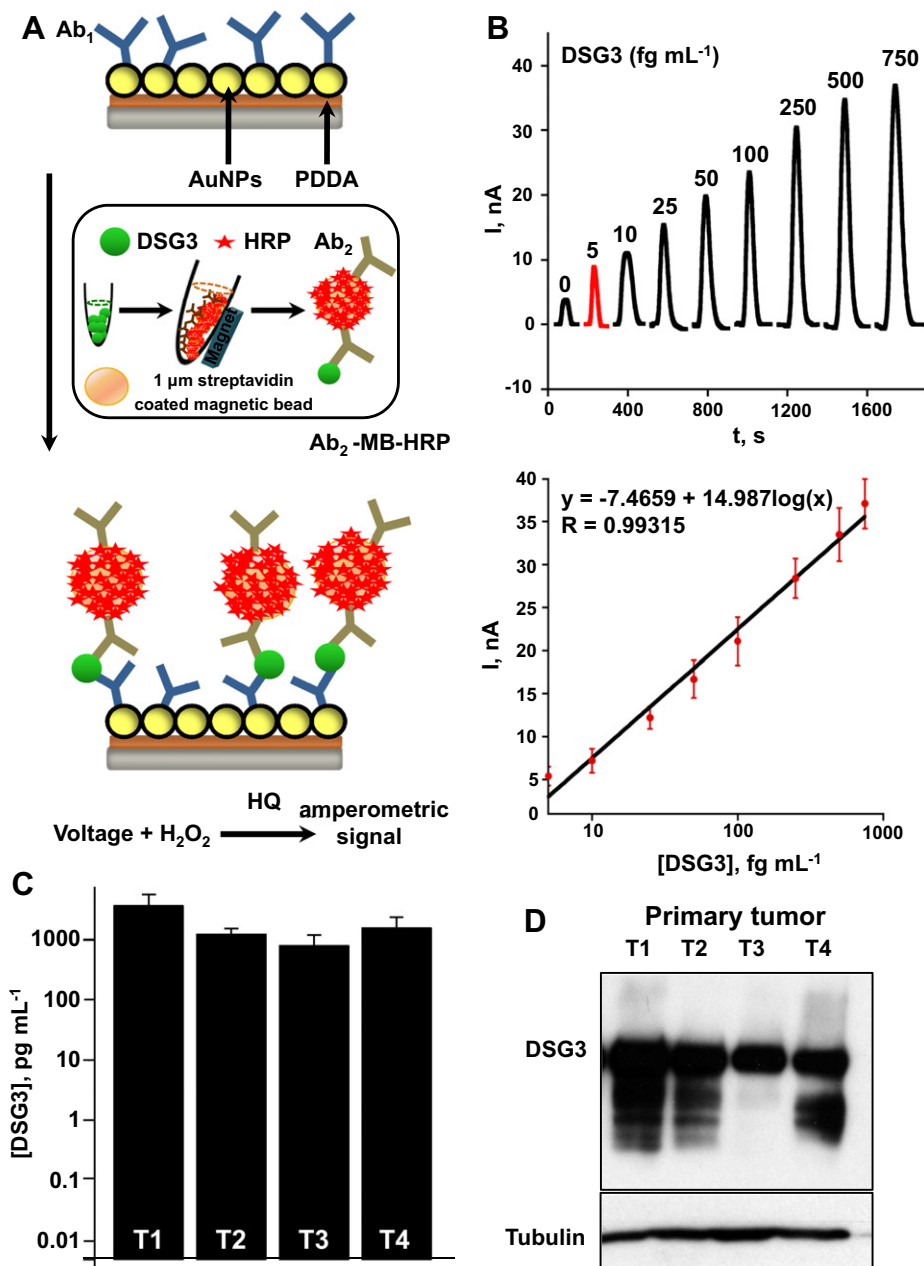 A
Ab₁
AuNPs PDDA
DSG3 HRP Ab₂
Magnet
1 µm streptavidin
coated magnetic bead
Ab₂ -MB-HRP
HQ
Voltage + H₂O₂ amperometric
signal
B
DSG3 (fg mL⁻¹)
0 5 10 25 50 100 250 500 750
I, nA
40
30
20
10
0
-10
0 400 800 1200 1600
t, s
y = -7.4659 + 14.987log(x)
R = 0.99315
I, nA
40
35
30
25
20
15
10
5
0
10 100 1000
[DSG3], fg mL⁻¹
C
[DSG3], pg mL⁻¹
1000
100
10
1
0.1
0.01
T1 T2 T3 T4
D
Primary tumor
T1 T2 T3 T4
DSG3
Tubulin